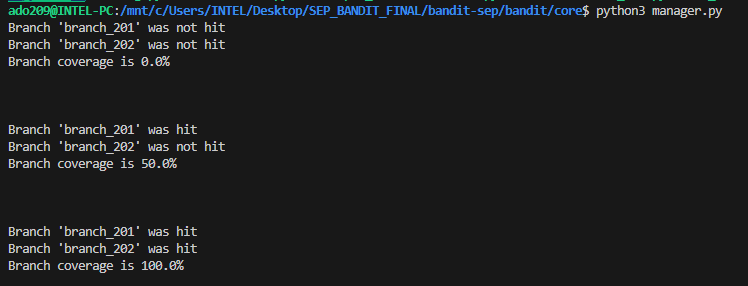 ado209@INTEL-PC:/mnt/c/Users/INTEL/Desktop/SEP_BANDIT_FINAL/bandit-sep/bandit/core$ python3 manager.py
Branch 'branch_201' was not hit
Branch 'branch_202' was not hit
Branch coverage is 0.0%
Branch 'branch_201' was hit
Branch 'branch_202' was not hit
Branch coverage is 50.0%
Branch 'branch_201' was hit
Branch 'branch_202' was hit
Branch coverage is 100.0%